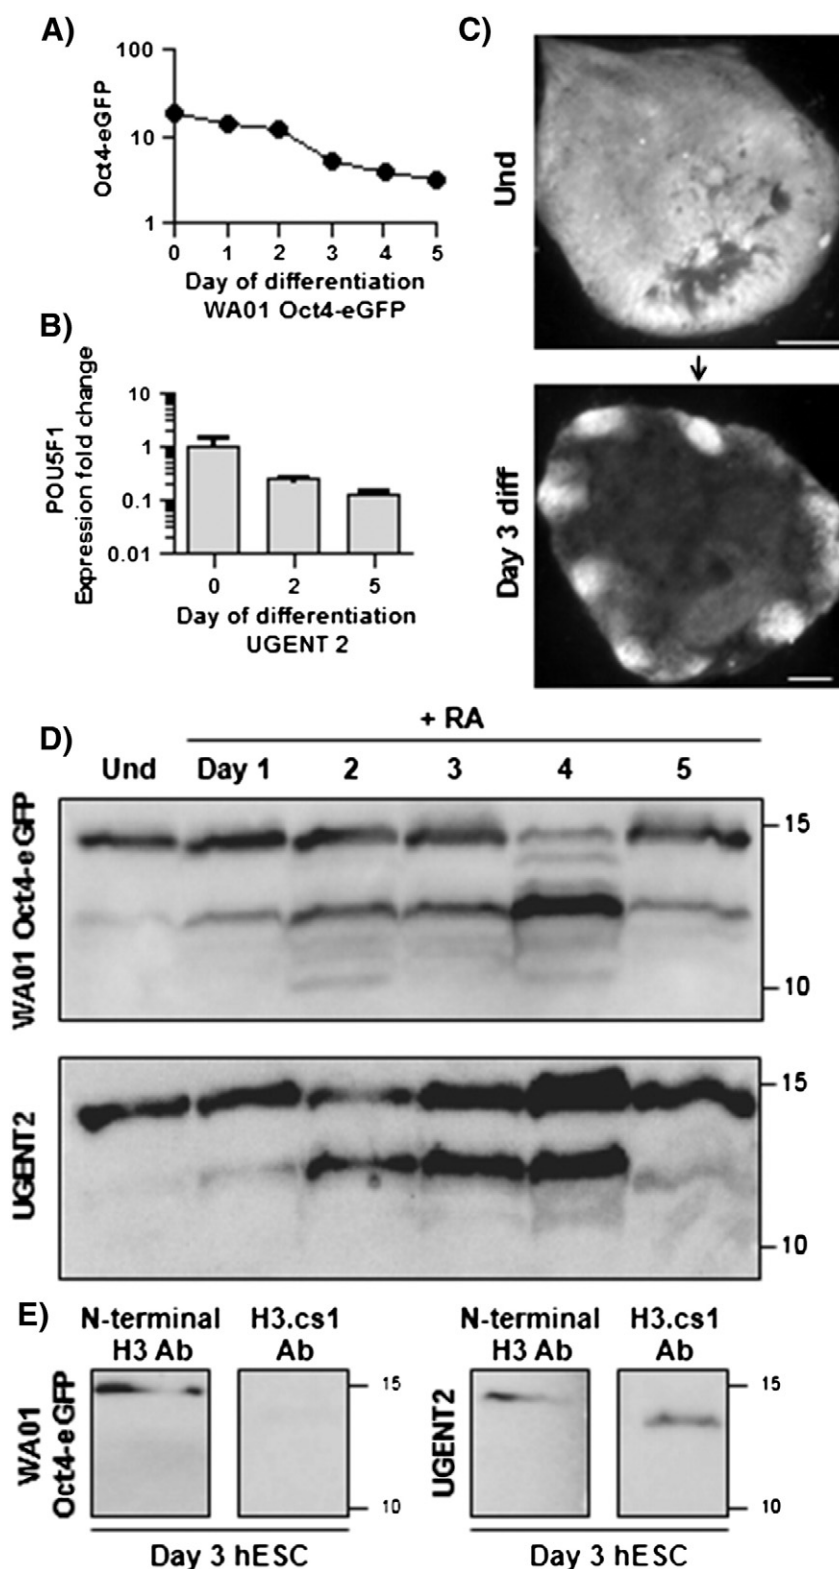 A)
100
10
1
Oct4-eGFP
0 1 2 3 4 5
Day of differentiation
WA01 Oct4-eGFP
B)
10
1
0.1
0.01
POU5F1
Expression fold change
0 2 5
Day of differentiation
UGENT 2
C)
Und
Day 3 diff
D)
+ RA
Und Day 1 2 3 4 5
WA01 Oct4-eGFP
15
10
UGENT2
15
10
E)
N-terminal H3.cs1
H3 Ab Ab
WA01
Oct4-eGFP
15
10
Day 3 hESC
N-terminal H3.cs1
H3 Ab Ab
UGENT2
15
10
Day 3 hESC